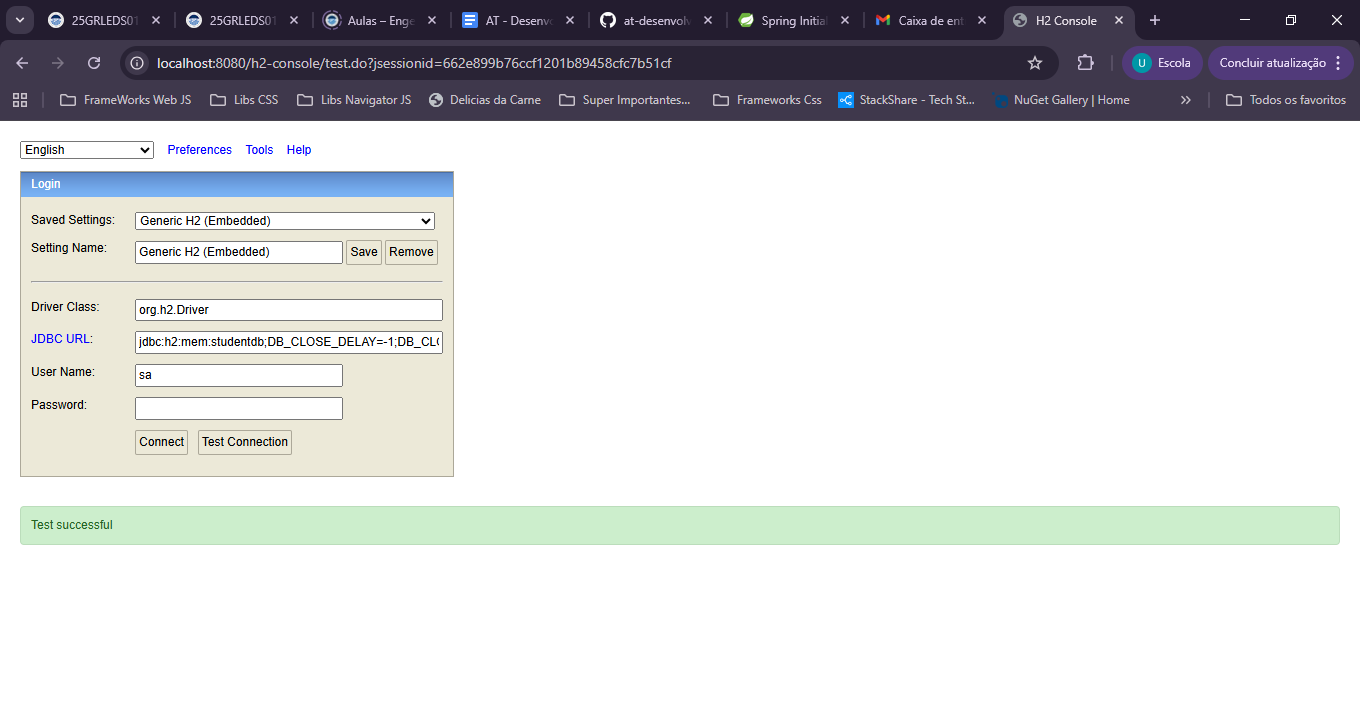 25GRLEDS01
25GRLEDS01
Aulas – Enge
AT - Desenvo
at-desenvolv
Spring Initial
Caixa de ent
H2 Console
localhost:8080/h2-console/test.do?jsessionid=662e899b76ccf1201b89458cfc7b51cf
U Escola
Concluir atualização
FrameWorks Web JS
Libs CSS
Libs Navigator JS
Delicias da Carne
Super Importantes...
Frameworks Css
StackShare - Tech St...
NuGet Gallery | Home
»
Todos os favoritos
English Preferences Tools Help
Login
Saved Settings: Generic H2 (Embedded)
Setting Name: Generic H2 (Embedded) Save Remove
Driver Class: org.h2.Driver
JDBC URL: jdbc:h2:mem:studentdb;DB_CLOSE_DELAY=-1;DB_CLO
User Name: sa
Password:
Connect Test Connection
Test successful